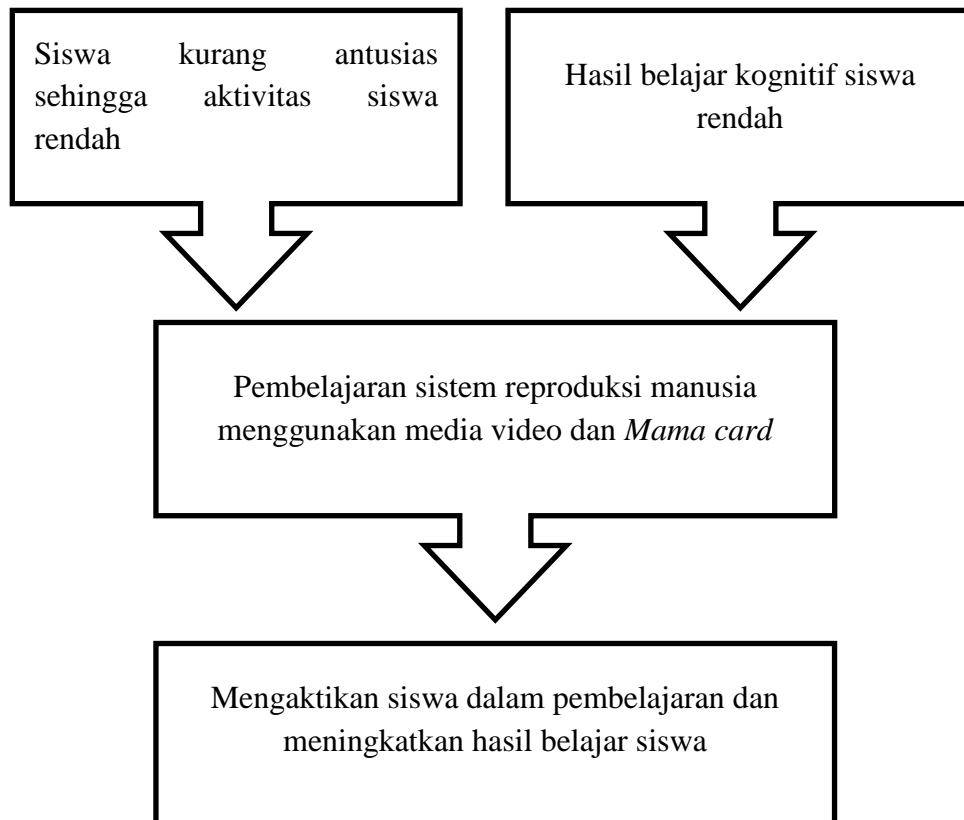 Siswa kurang antusias
sehingga aktivitas siswa
rendah
Hasil belajar kognitif siswa
rendah
Pembelajaran sistem reproduksi manusia
menggunakan media video dan Mama card
Mengaktikan siswa dalam pembelajaran dan
meningkatkan hasil belajar siswa